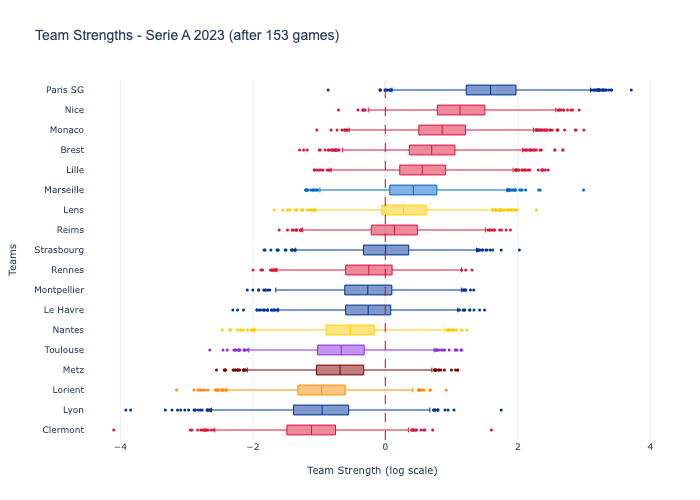 Team Strengths - Serie A 2023 (after 153 games)
Paris SG
Nice
Monaco
Brest
Lille
Marseille
Lens
Reims
Strasbourg
Rennes
Montpellier
Le Havre
Nantes
Toulouse
Metz
Lorient
Lyon
Clermont
Teams
−4 −2 0 2 4
Team Strength (log scale)